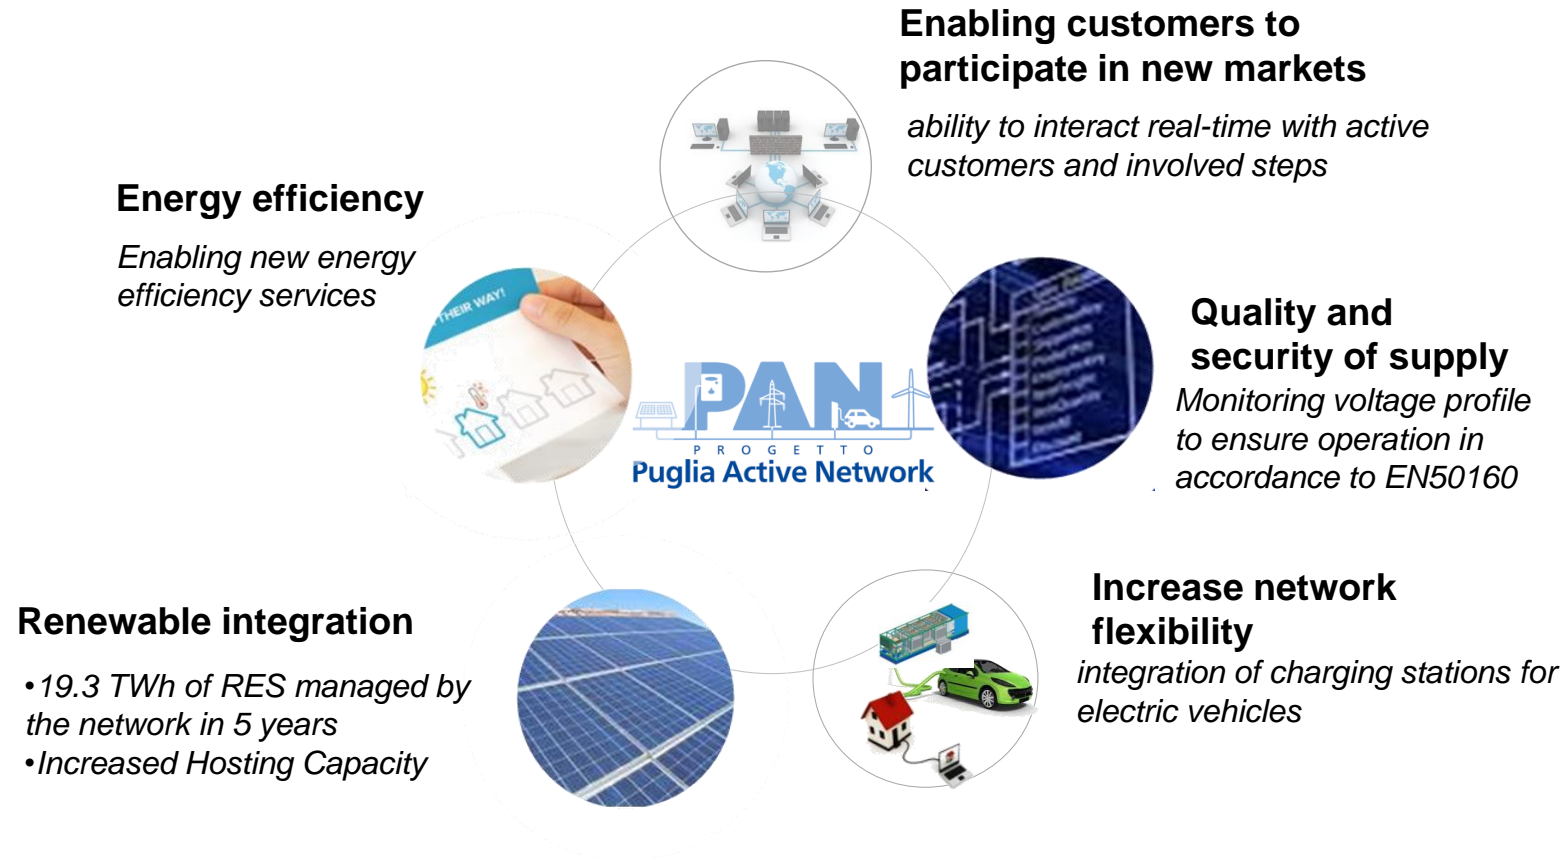 Enabling customers to
participate in new markets
ability to interact real-time with active
customers and involved steps
Energy efficiency
Enabling new energy
efficiency services
THEIR WAY!
Quality and
security of supply
Monitoring voltage profile
to ensure operation in
accordance to EN50160
PAN
PROGETTO
Puglia Active Network
Increase network
flexibility
integration of charging stations for
electric vehicles
Renewable integration
•19.3 TWh of RES managed by
the network in 5 years
•Increased Hosting Capacity